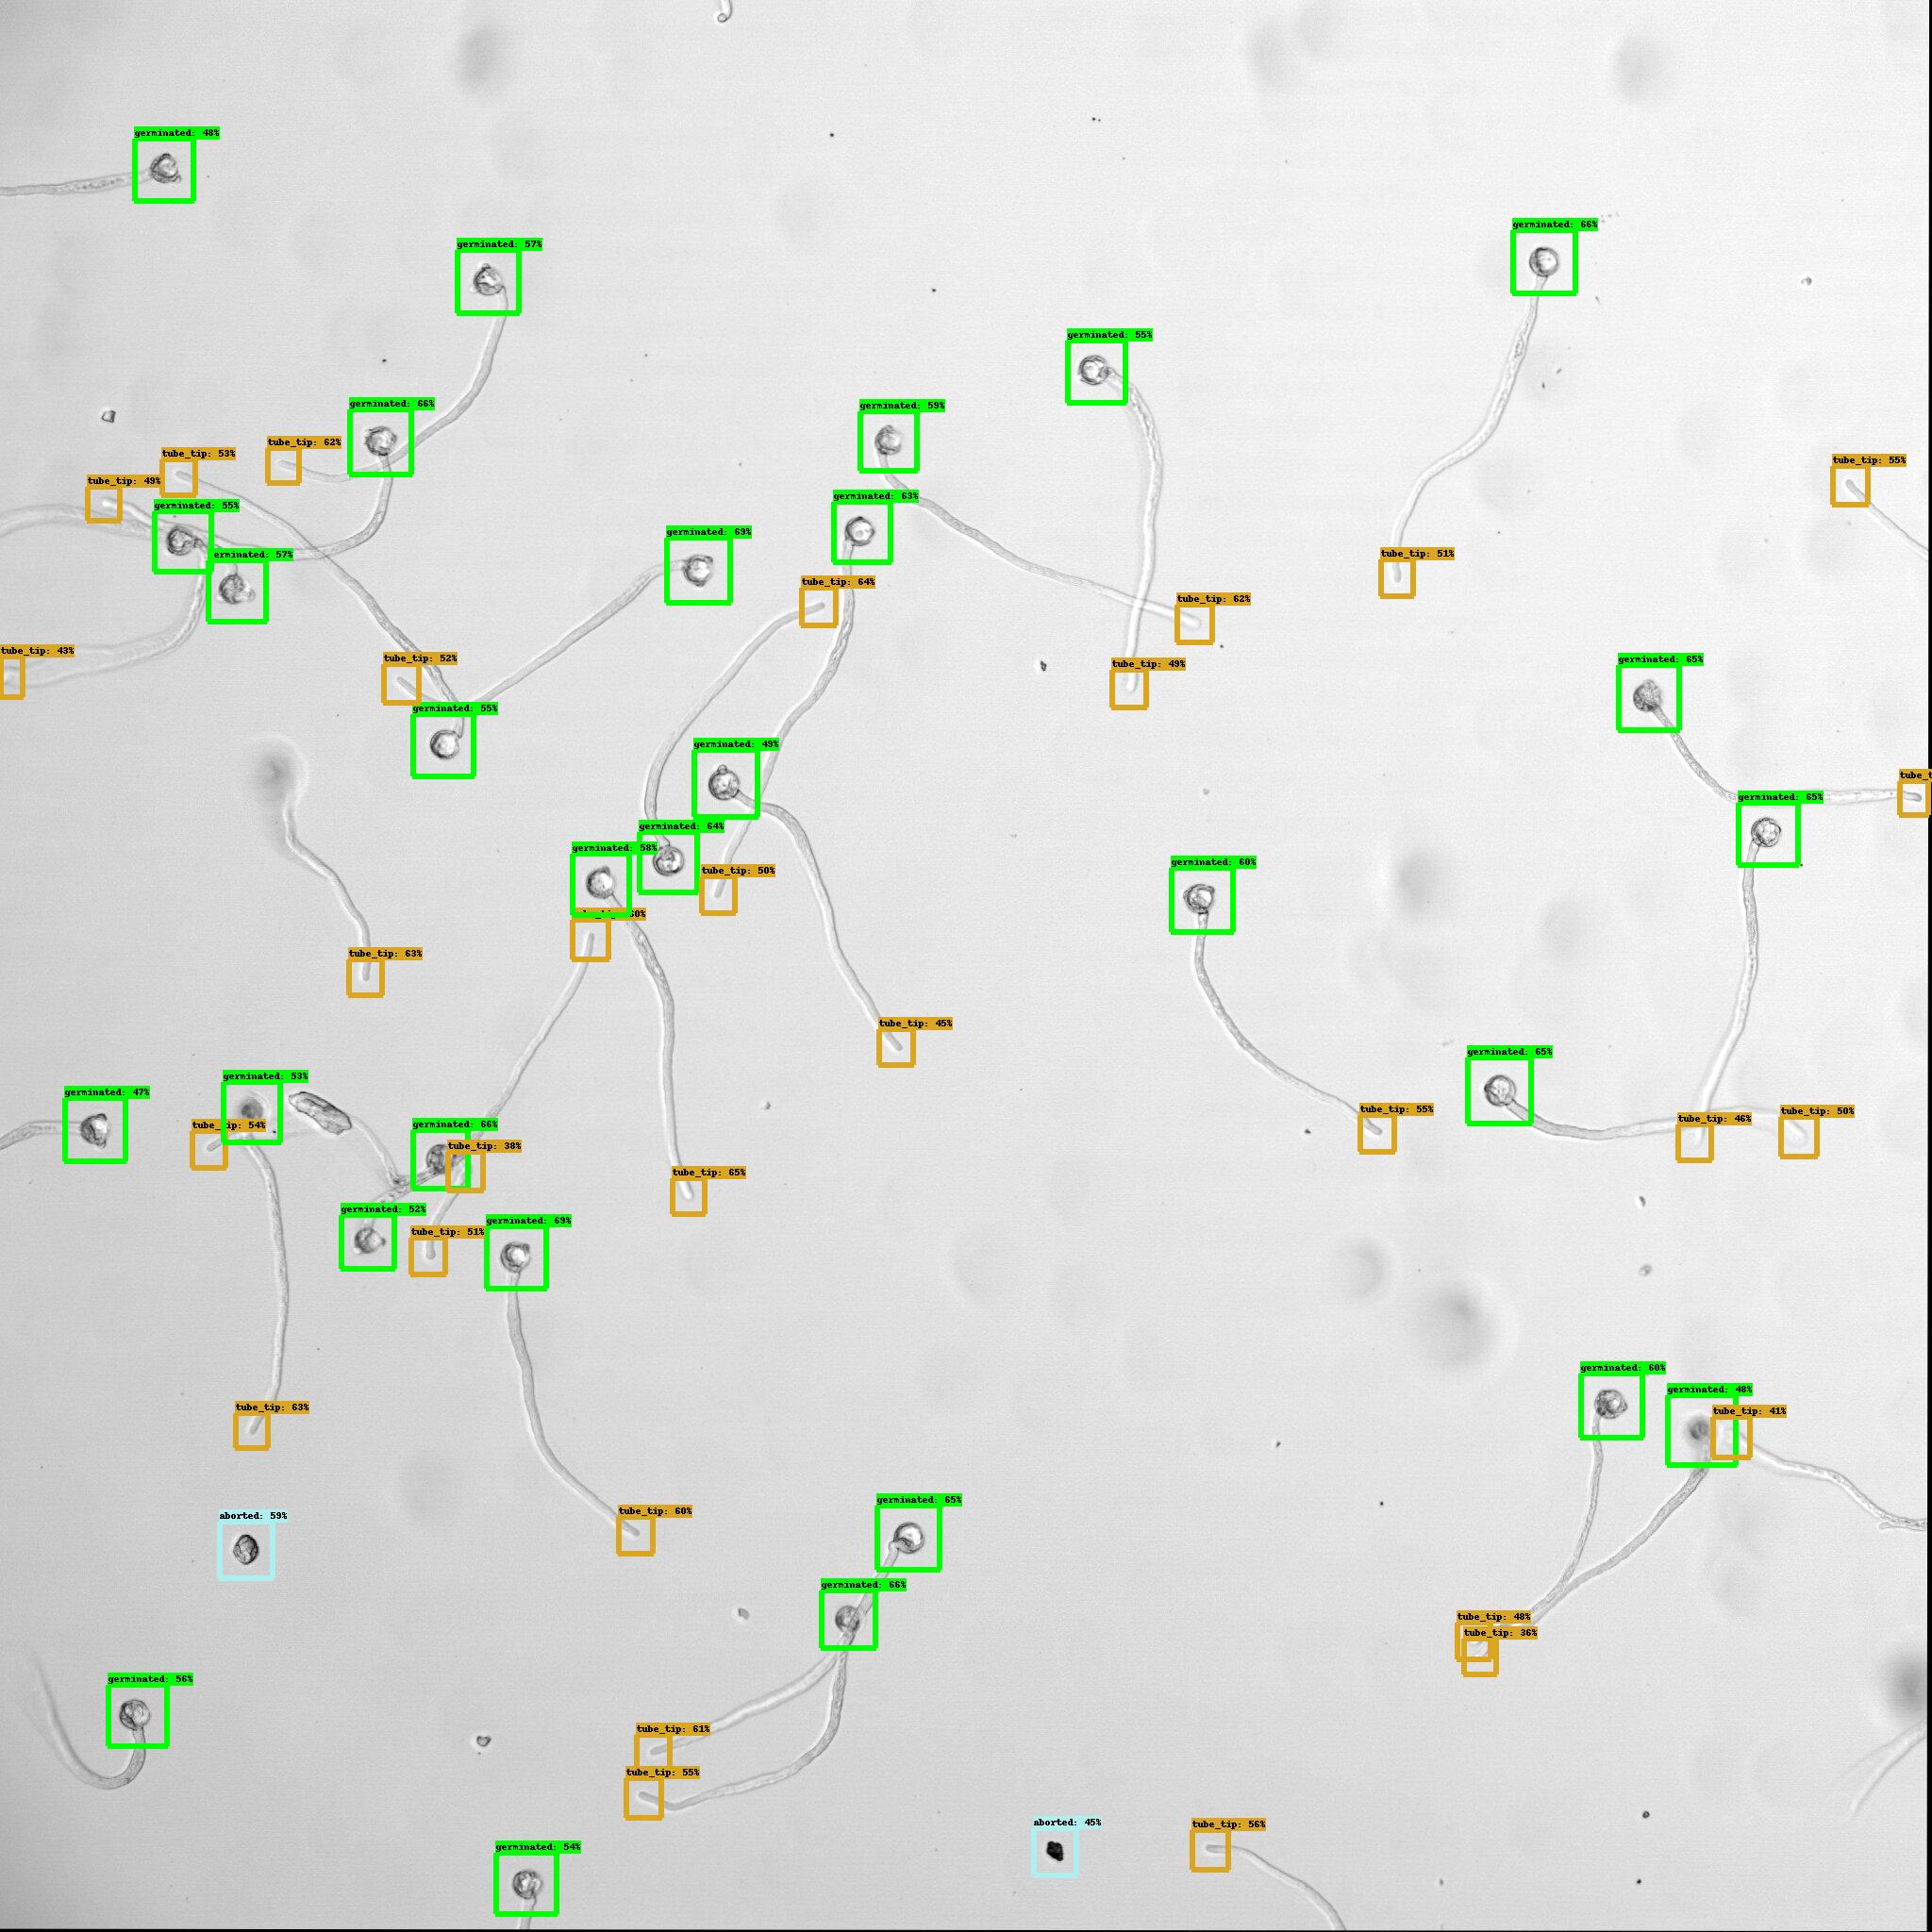 germinated: 48%
germinated: 66%
germinated: 57%
germinated: 55%
germinated: 66%
germinated: 59%
tube_tip: 62%
tube_tip: 53%
tube_tip: 55%
tube_tip: 49%
germinated: 63%
germinated: 55%
germinated: 69%
erminated: 57%
tube_tip: 51%
tube_tip: 64%
tube_tip: 62%
tube_tip: 43%
tube_tip: 52%
germinated: 65%
tube_tip: 49%
germinated: 55%
germinated: 49%
tube_t
germinated: 65%
germinated: 64%
germinated: 58%
germinated: 60%
tube_tip: 50%
60%
tube_tip: 63%
tube_tip: 45%
germinated: 65%
germinated: 53%
germinated: 47%
tube_tip: 55%
tube_tip: 50%
tube_tip: 46%
tube_tip: 54%
germinated: 66%
tube_tip: 38%
tube_tip: 65%
germinated: 52%
germinated: 69%
tube_tip: 51%
germinated: 60%
germinated: 48%
tube_tip: 63%
tube_tip: 41%
germinated: 65%
tube_tip: 60%
aborted: 59%
germinated: 66%
tube_tip: 48%
tube_tip: 36%
germinated: 56%
tube_tip: 61%
tube_tip: 55%
aborted: 45%
tube_tip: 56%
germinated: 54%